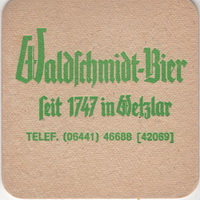 Waldschmidt-Bier
seit 1747 in Wetzlar
TELEF. (06441) 46688 [42069]